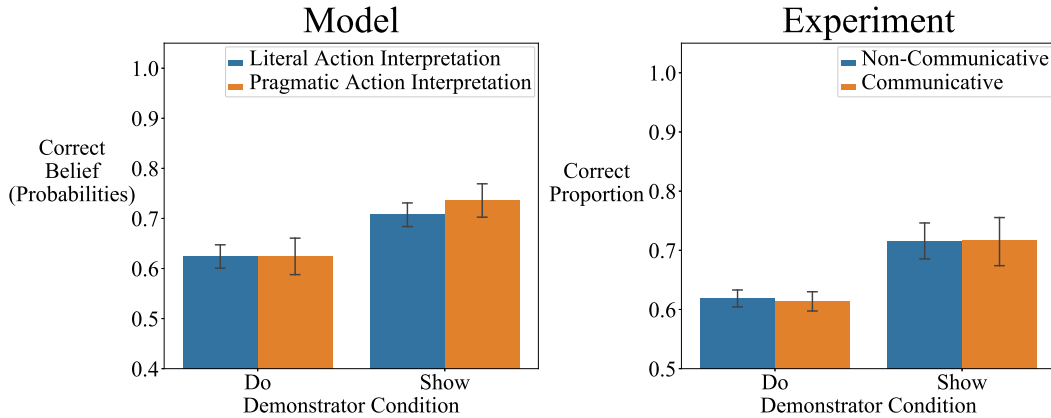 Model
Literal Action Interpretation
Pragmatic Action Interpretation
Correct
Belief
(Probabilities)
1.0
0.9
0.8
0.7
0.6
0.5
0.4
Do
Show
Demonstrator Condition
Experiment
Non-Communicative
Communicative
Correct
Proportion
1.0
0.9
0.8
0.7
0.6
0.5
Do
Show
Demonstrator Condition